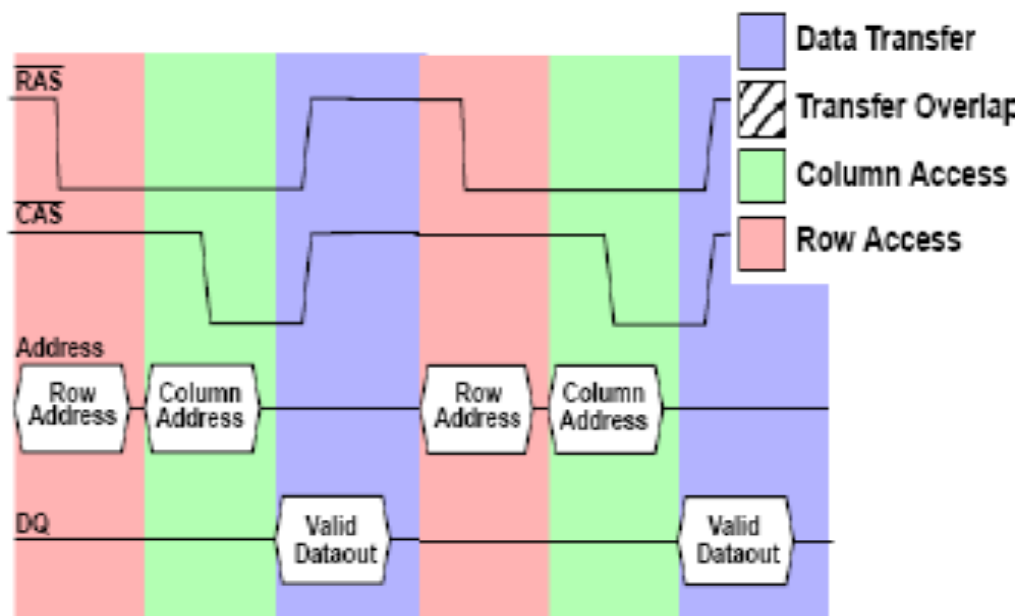 Data Transfer
Transfer Overlap
Column Access
Row Access
RAS
CAS
Address
Row
Address
Column
Address
Row
Address
Column
Address
DQ
Valid
Dataout
Valid
Dataout